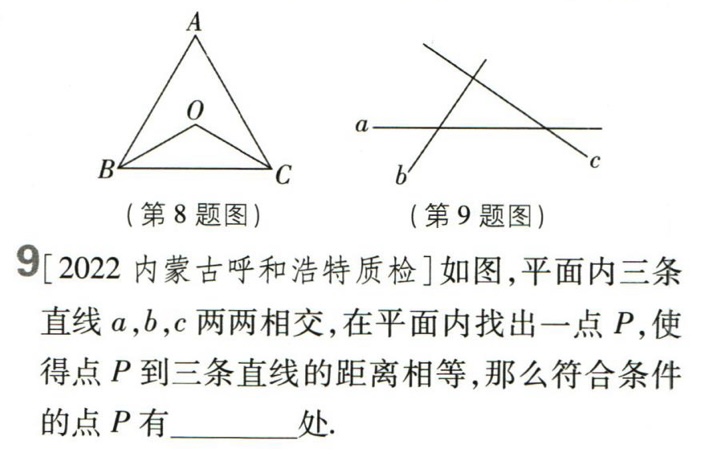 A
O
B
C
a
b
c
(第8题图)
(第9题图)
9[2022 内蒙古呼和浩特质检]如图,平面内三条
直线 a,b,c 两两相交,在平面内找出一点 P,使
得点 P 到三条直线的距离相等,那么符合条件
的点 P 有________处.